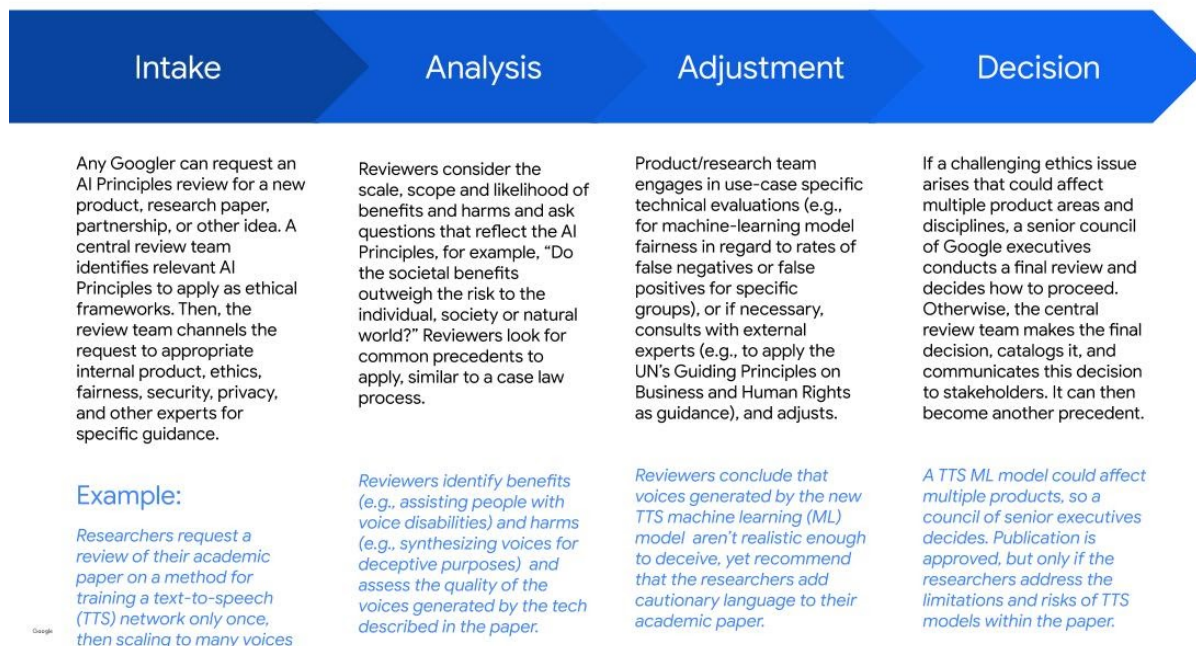 Intake
Analysis
Adjustment
Decision
Any Googler can request an
AI Principles review for a new
product, research paper,
partnership, or other idea. A
central review team
identifies relevant AI
Principles to apply as ethical
frameworks. Then, the
review team channels the
request to appropriate
internal product, ethics,
fairness, security, privacy,
and other experts for
specific guidance.
Reviewers consider the
scale, scope and likelihood of
benefits and harms and ask
questions that reflect the AI
Principles, for example, “Do
the societal benefits
outweigh the risk to the
individual, society or natural
world?” Reviewers look for
common precedents to
apply, similar to a case law
process.
Product/research team
engages in use-case specific
technical evaluations (e.g.,
for machine-learning model
fairness in regard to rates of
false negatives or false
positives for specific
groups), or if necessary,
consults with external
experts (e.g., to apply the
UN’s Guiding Principles on
Business and Human Rights
as guidance), and adjusts.
If a challenging ethics issue
arises that could affect
multiple product areas and
disciplines, a senior council
of Google executives
conducts a final review and
decides how to proceed.
Otherwise, the central
review team makes the final
decision, catalogs it, and
communicates this decision
to stakeholders. It can then
become another precedent.
Example:
Researchers request a
review of their academic
paper on a method for
training a text-to-speech
(TTS) network only once,
then scaling to many voices
Reviewers identify benefits
(e.g., assisting people with
voice disabilities) and harms
(e.g., synthesizing voices for
deceptive purposes) and
assess the quality of the
voices generated by the tech
described in the paper.
Reviewers conclude that
voices generated by the new
TTS machine learning (ML)
model aren’t realistic enough
to deceive, yet recommend
that the researchers add
cautionary language to their
academic paper.
A TTS ML model could affect
multiple products, so a
council of senior executives
decides. Publication is
approved, but only if the
researchers address the
limitations and risks of TTS
models within the paper.
Google